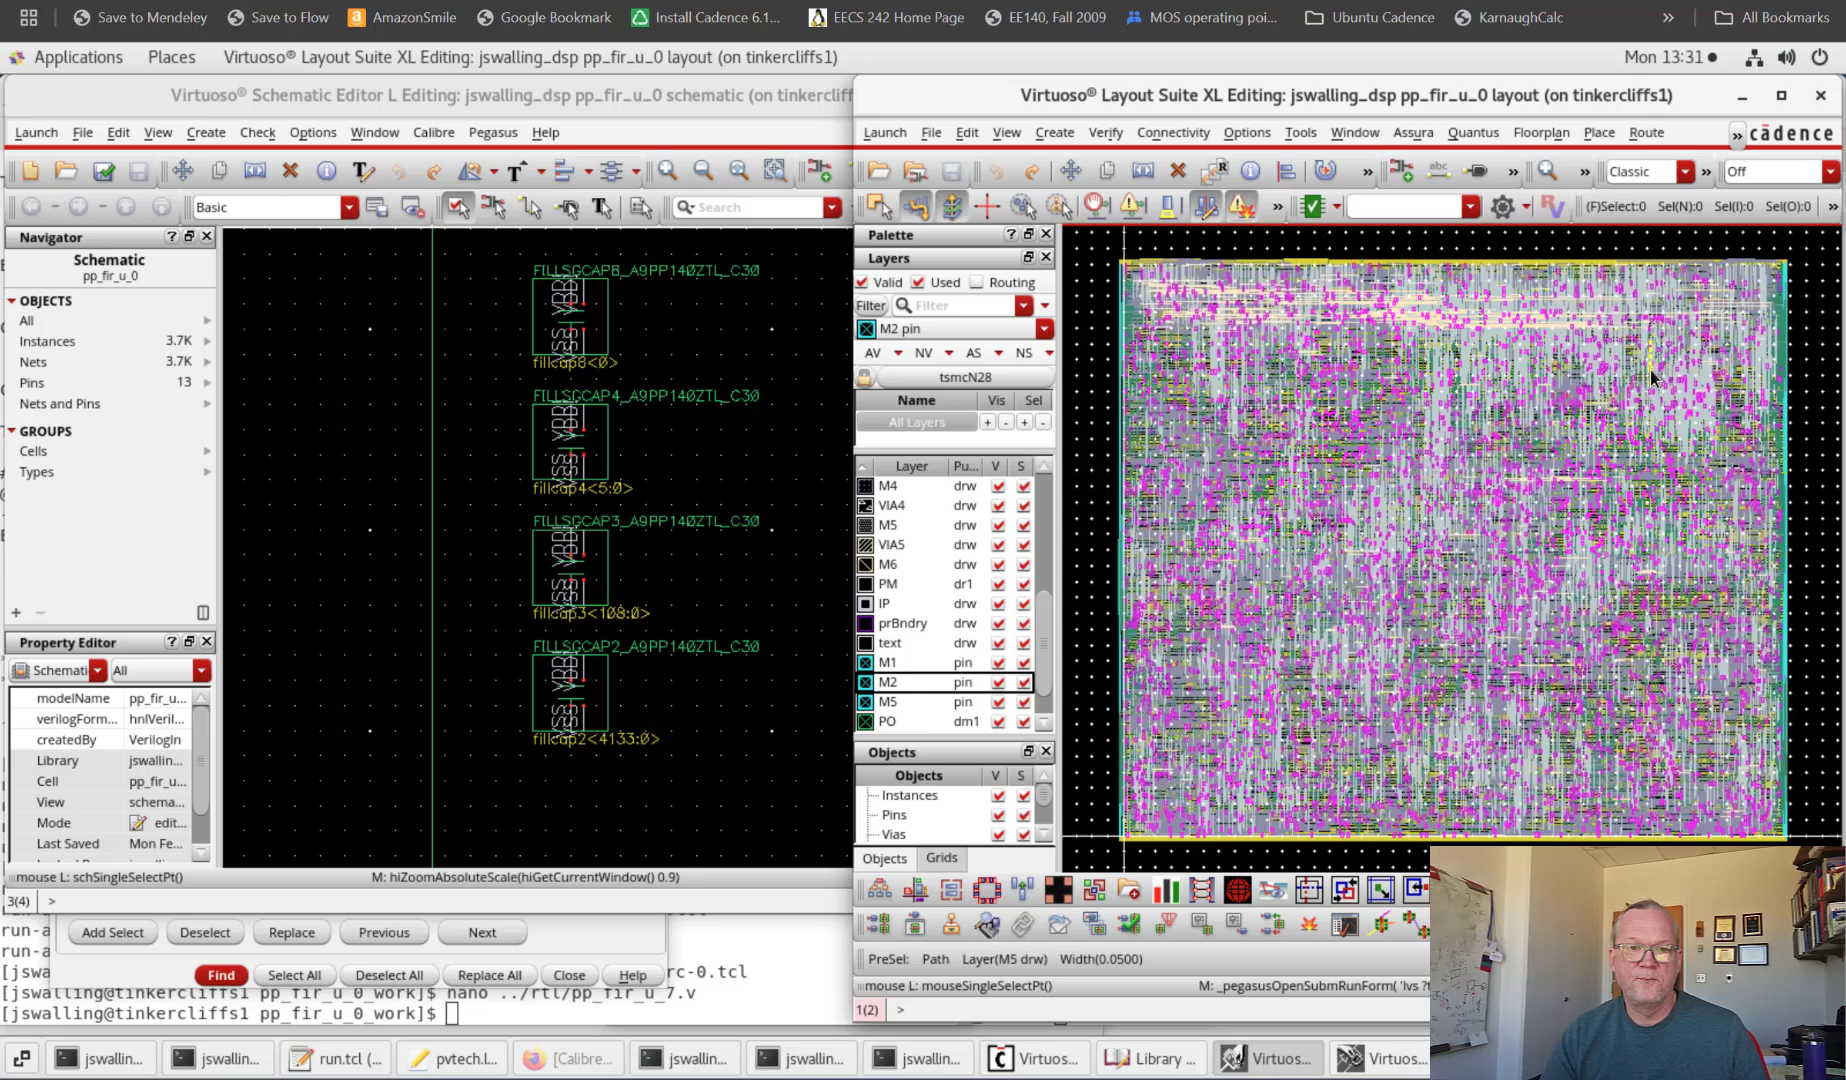 Save to Mendeley
Save to Flow
AmazonSmile
Google Bookmark
Install Cadence 6.1...
EECS 242 Home Page
EE140, Fall 2009
MOS operating poi...
Ubuntu Cadence
KarnaughCalc
»
All Bookmarks
Applications
Places
Virtuoso® Layout Suite XL Editing: jswalling_dsp pp_fir_u_0 layout (on tinkercliffs1)
Mon 13:31
Virtuoso® Schematic Editor L Editing: jswalling_dsp pp_fir_u_0 schematic (on tinkercliff
Launch File Edit View Create Check Options Window Calibre Pegasus Help
Basic
Search
Navigator
Schematic
pp_fir_u_0
OBJECTS
All
Instances 3.7K
Nets 3.7K
Pins 13
Nets and Pins
GROUPS
Cells
Types
Property Editor
Schemati
All
modelName pp_fir_u...
verilogForm... hnlVeril...
createdBy VerilogIn
Library jswallin...
Cell pp_fir_u...
View schema...
Mode edit...
Last Saved Mon Fe...
FILLSGCAP8_A9PP140ZTL_C30
fillcap8<0>
FILLSGCAP4_A9PP140ZTL_C30
fillcap4<5:0>
FILLSGCAP3_A9PP140ZTL_C30
fillcap3<108:0>
FILLSGCAP2_A9PP140ZTL_C30
fillcap2<4133:0>
mouse L: schSingleSelectPt()
M: hiZoomAbsoluteScale(hiGetCurrentWindow() 0.9)
3(4) >
Add Select
Deselect
Replace
Previous
Next
Find
Select All
Deselect All
Replace All
Close
Help
run-a
run-a
[jswa
rc-0.tcl
[jswalling@tinkercliffs1 pp_fir_u_0_work]$ nano ../rtl/pp_fir_u_7.v
[jswalling@tinkercliffs1 pp_fir_u_0_work]$
Virtuoso® Layout Suite XL Editing: jswalling_dsp pp_fir_u_0 layout (on tinkercliffs1)
Launch File Edit View Create Verify Connectivity Options Tools Window Assura Quantus Floorplan Place Route
» cādence
Classic
Off
(F)Select:0 Sel(N):0 Sel(I):0 Sel(O):0 »
Palette
Layers
Valid Used Routing
Filter
Filter
M2 pin
AV NV AS NS
tsmcN28
Name Vis Sel
All Layers + - + -
Layer Pu... V S
M4 drw
VIA4 drw
M5 drw
VIA5 drw
M6 drw
PM dr1
IP drw
prBndry drw
text drw
M1 pin
M2 pin
M5 pin
PO dm1
Objects
Objects V S
Instances
Pins
Vias
Objects
Grids
PreSel: Path Layer(M5 drw) Width(0.0500)
mouse L: mouseSingleSelectPt()
M: _pegasusOpenSubmRunForm( 'lvs ?t
1(2) >
jswallin...
jswallin...
run.tcl (...
pvtech.l...
[Calibre...
jswallin...
jswallin...
jswallin...
Virtuos...
Library ...
Virtuos...
Virtuos...